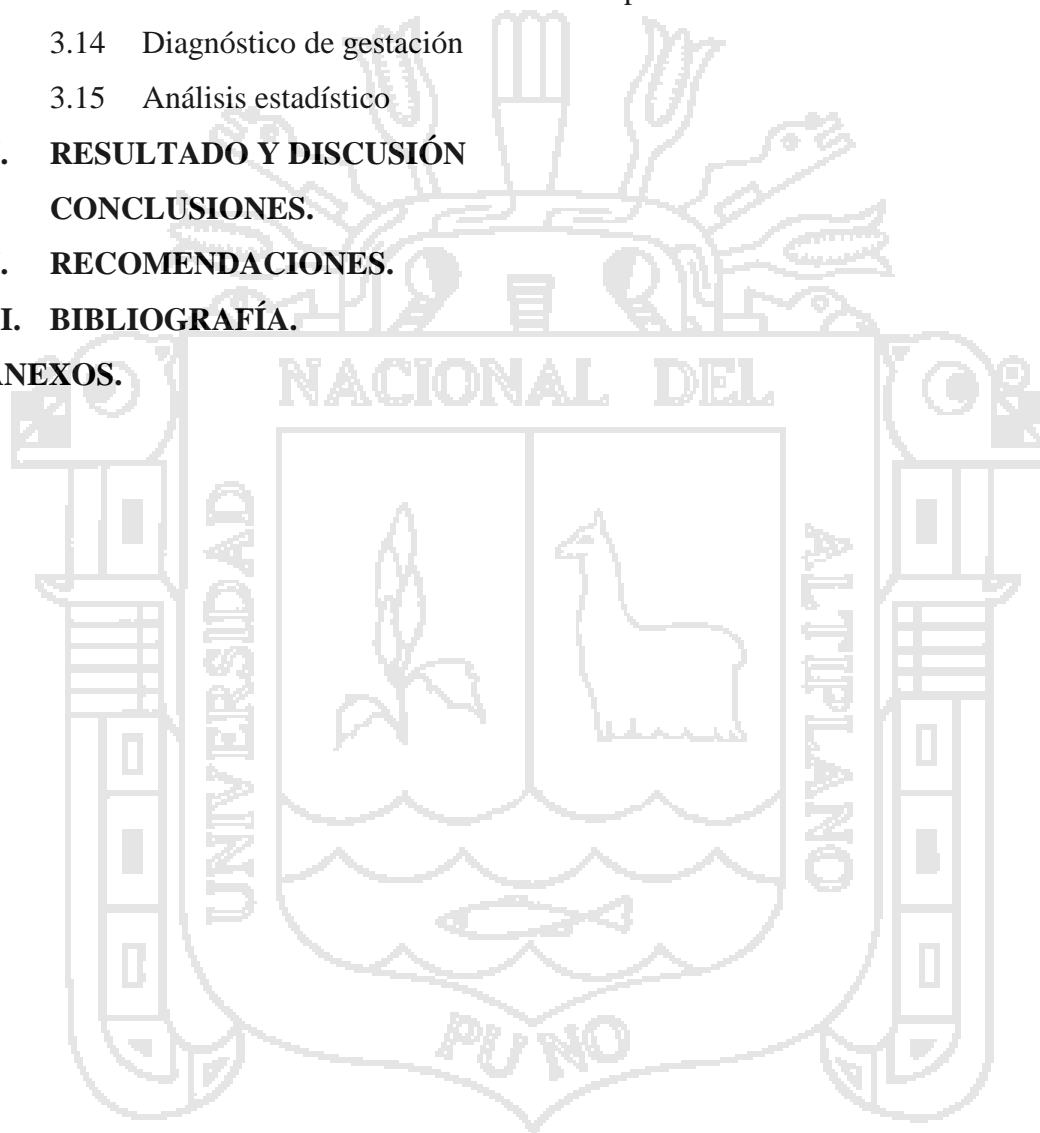 3.14 Diagnóstico de gestación
3.15 Análisis estadístico
. RESULTADO Y DISCUSIÓN
CONCLUSIONES.
. RECOMENDACIONES.
I. BIBLIOGRAFÍA.
ANEXOS.
UNIVERSIDAD
NACIONAL DEL
ALTIPLANO
PUNO